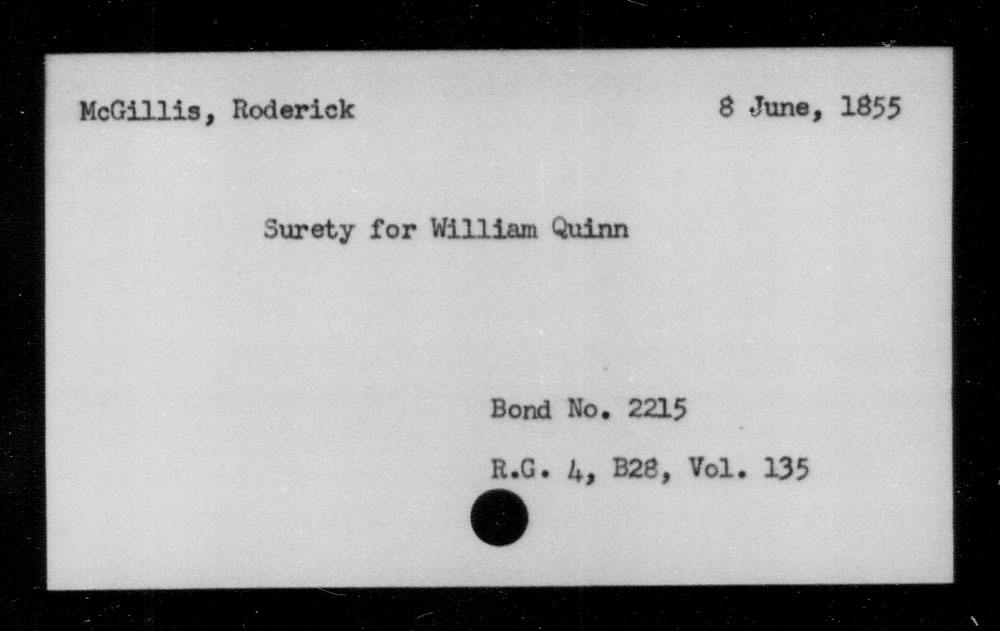 McGillis, Roderick 8 June, 1855
Surety for William Quinn
Bond No. 2215
R.G. 4, B28, Vol. 135